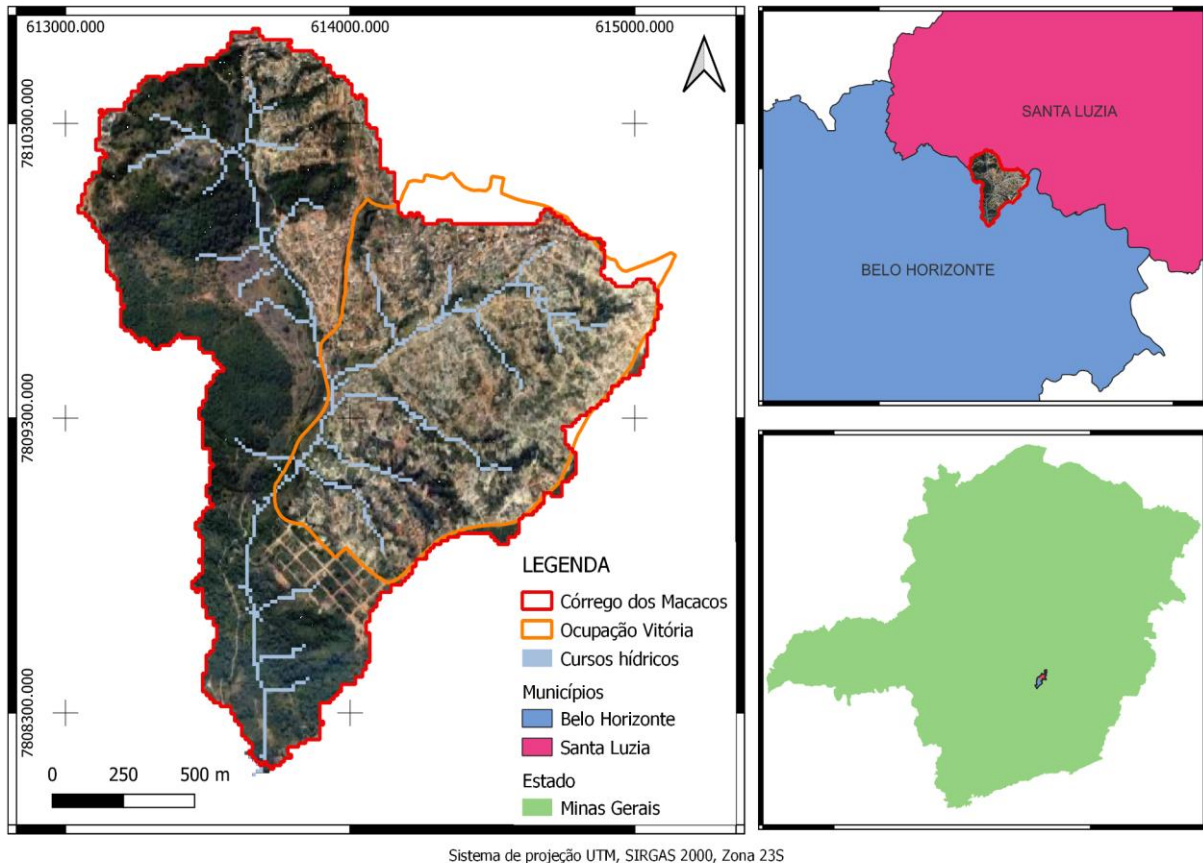 613000.000
614000.000
615000.000
7810300.000
7809300.000
7808300.000
0 250 500 m
LEGENDA
Córrego dos Macacos
Ocupação Vitória
Cursos hídricos
Municípios
Belo Horizonte
Santa Luzia
Estado
Minas Gerais
SANTA LUZIA
BELO HORIZONTE
Sistema de projeção UTM, SIRGAS 2000, Zona 23S